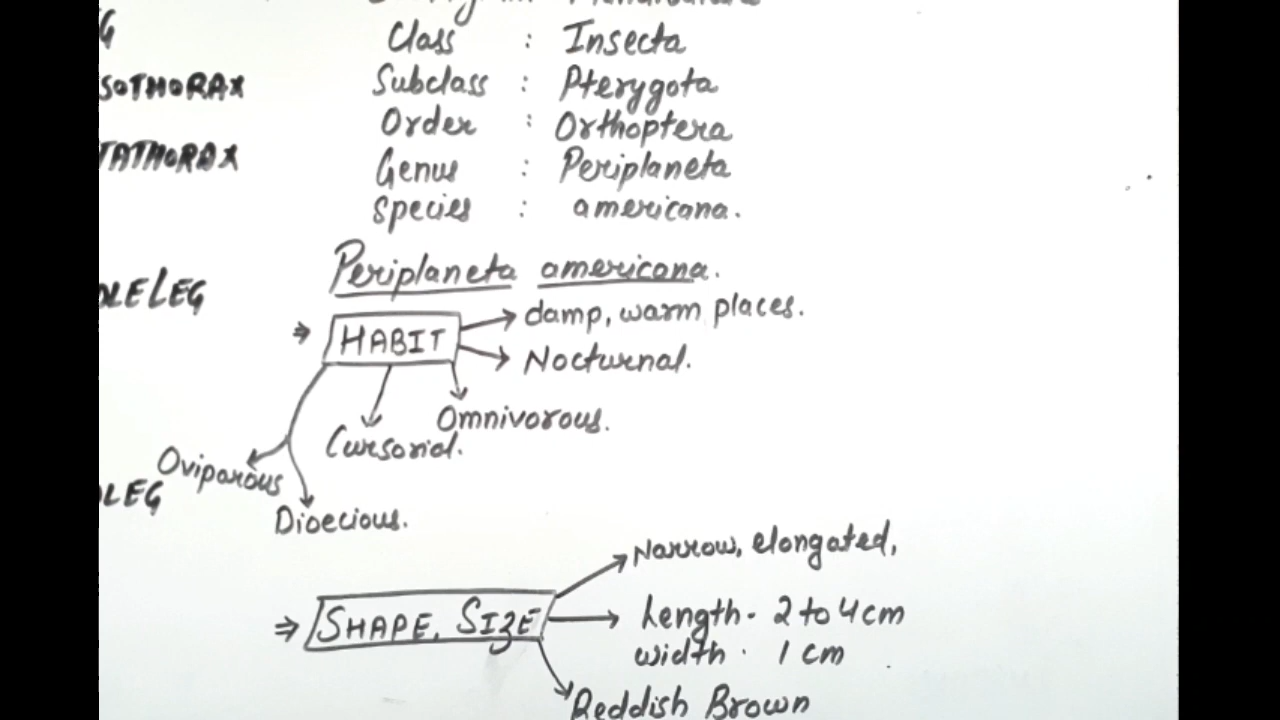 Class : Insecta
Subclass : Pterygota
Order : Orthoptera
Genus : Periplaneta
Species : americana.
Periplaneta americana.
⇒ HABIT
damp, warm places.
Nocturnal.
Omnivorous.
Cursorial.
Oviparous
Dioecious.
⇒ SHAPE, SIZE
Narrow, elongated,
Length - 2 to 4 cm
width - 1 cm
Reddish Brown
SOTHORAX
TATHORAX
LEG
LEG